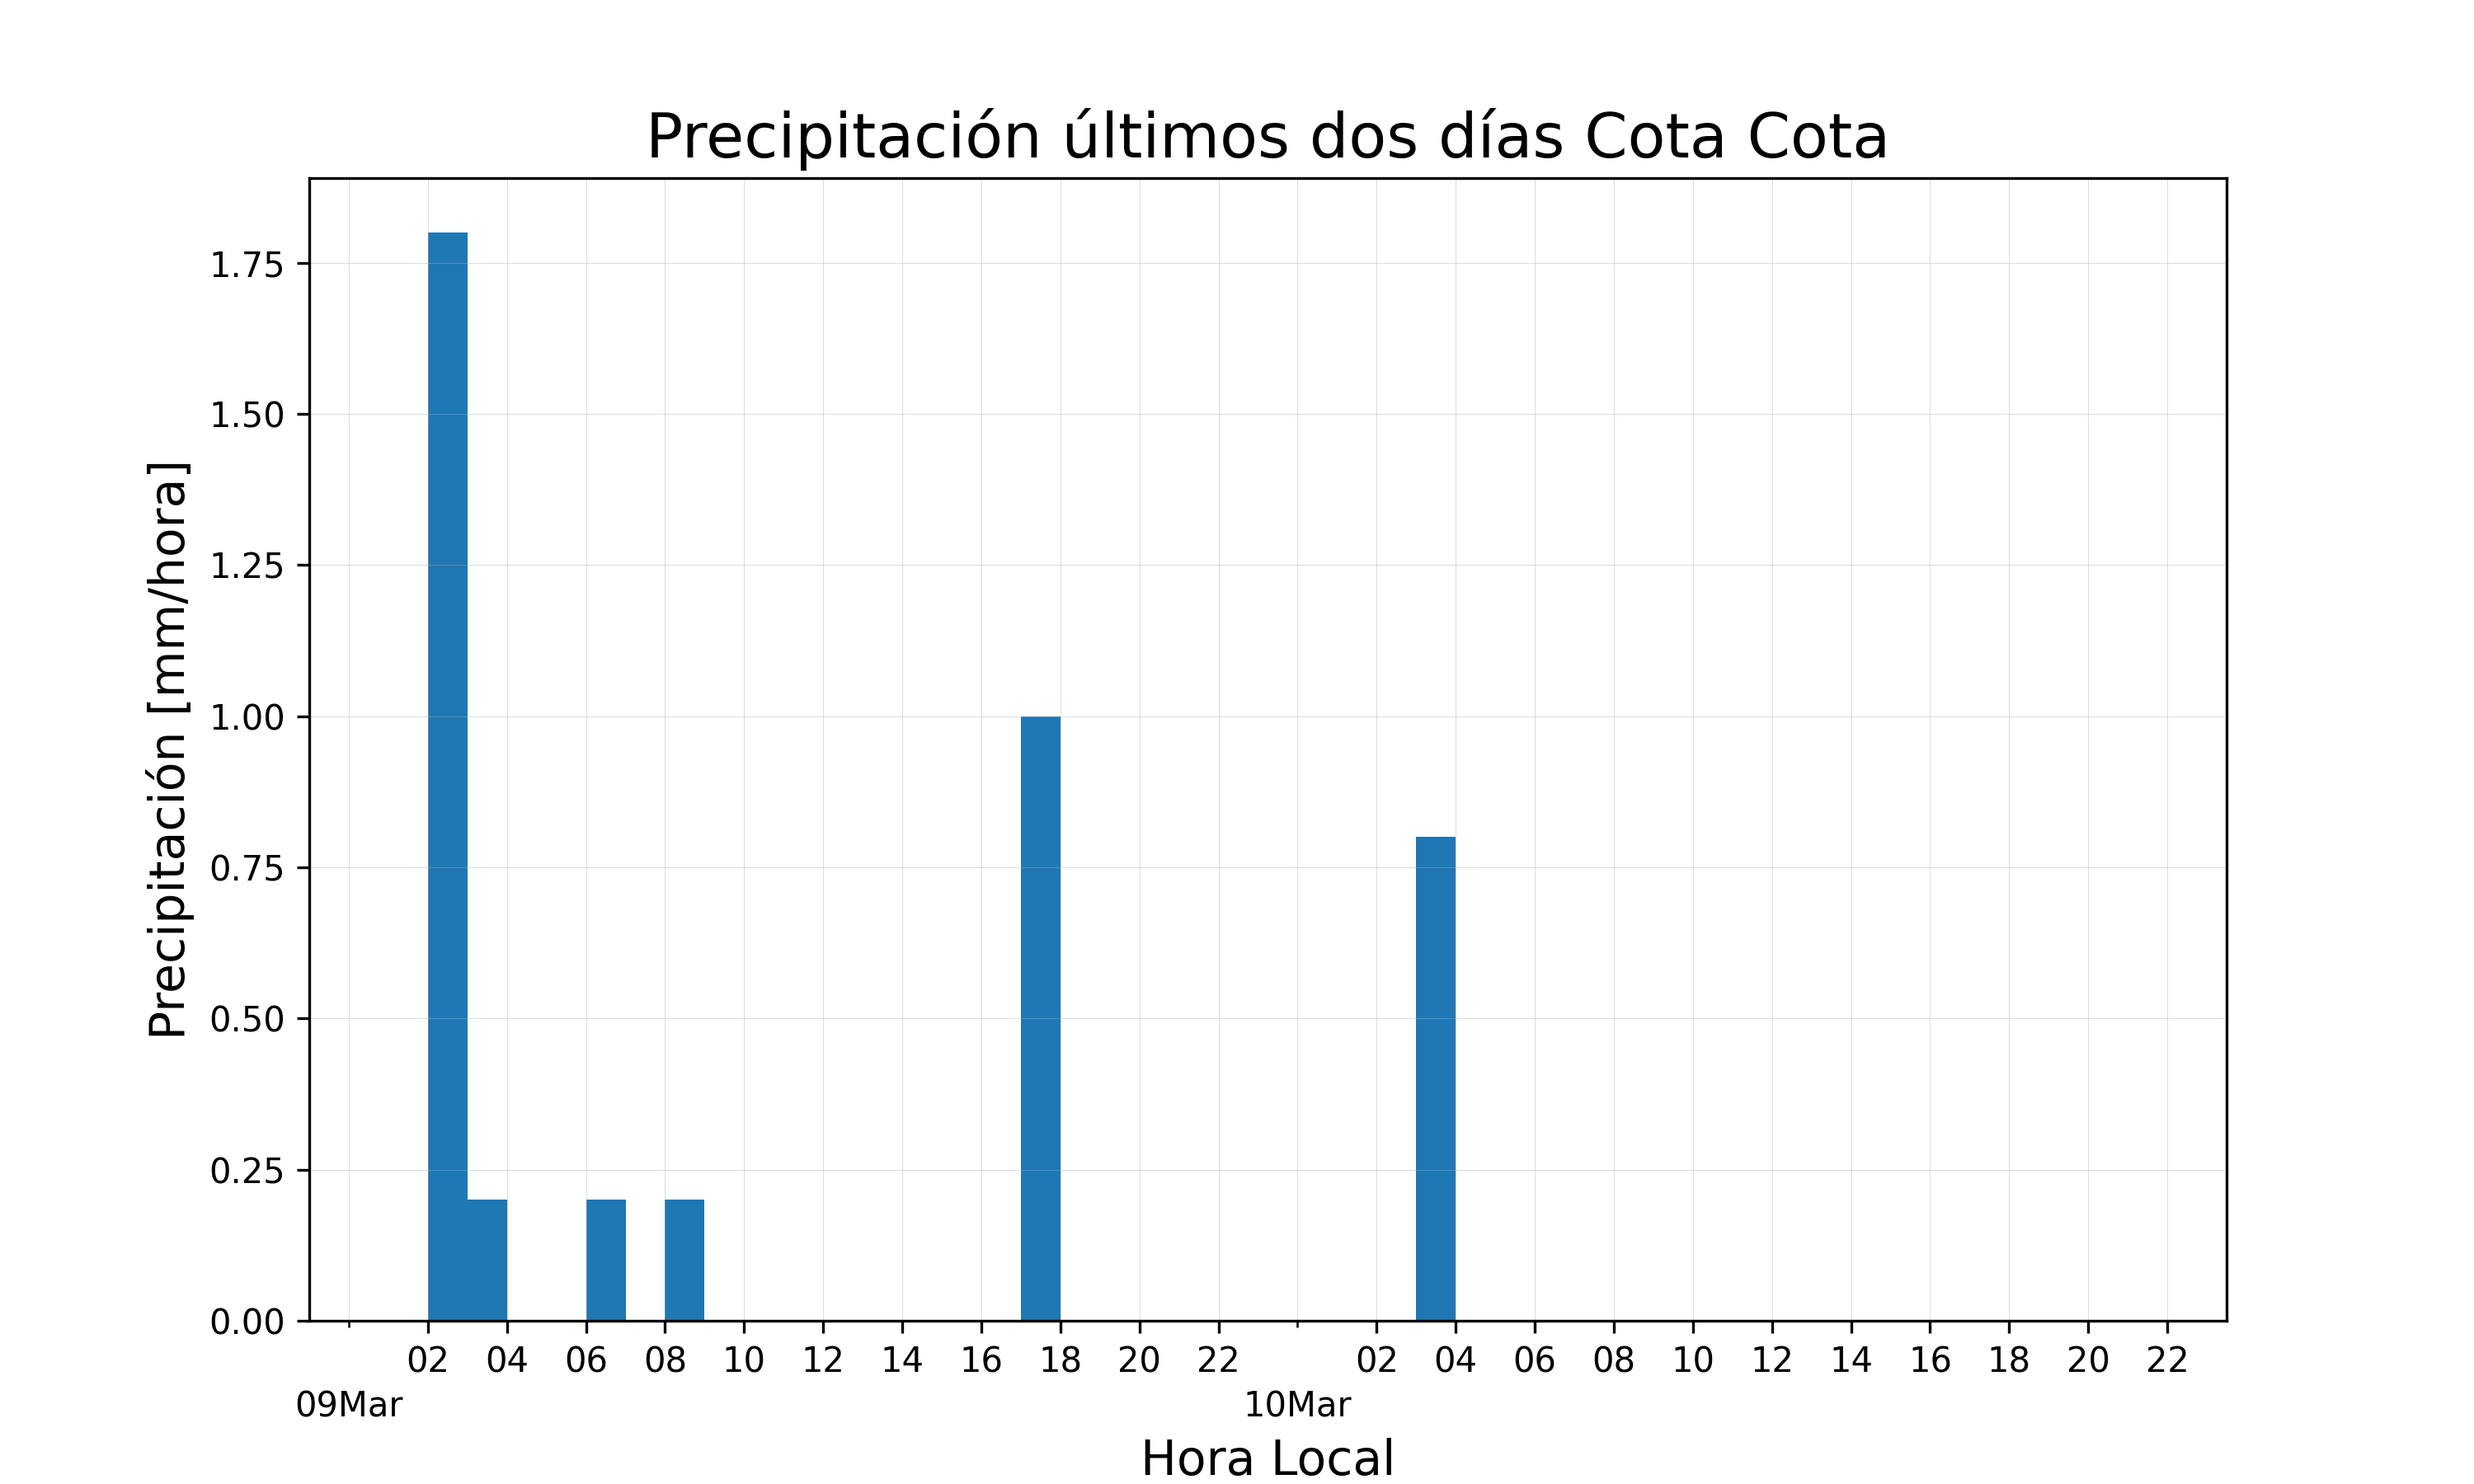 Precipitación últimos dos días Cota Cota
Precipitación [mm/hora]
1.75
1.50
1.25
1.00
0.75
0.50
0.25
0.00
02 04 06 08 10 12 14 16 18 20 22 02 04 06 08 10 12 14 16 18 20 22
09Mar 10Mar
Hora Local